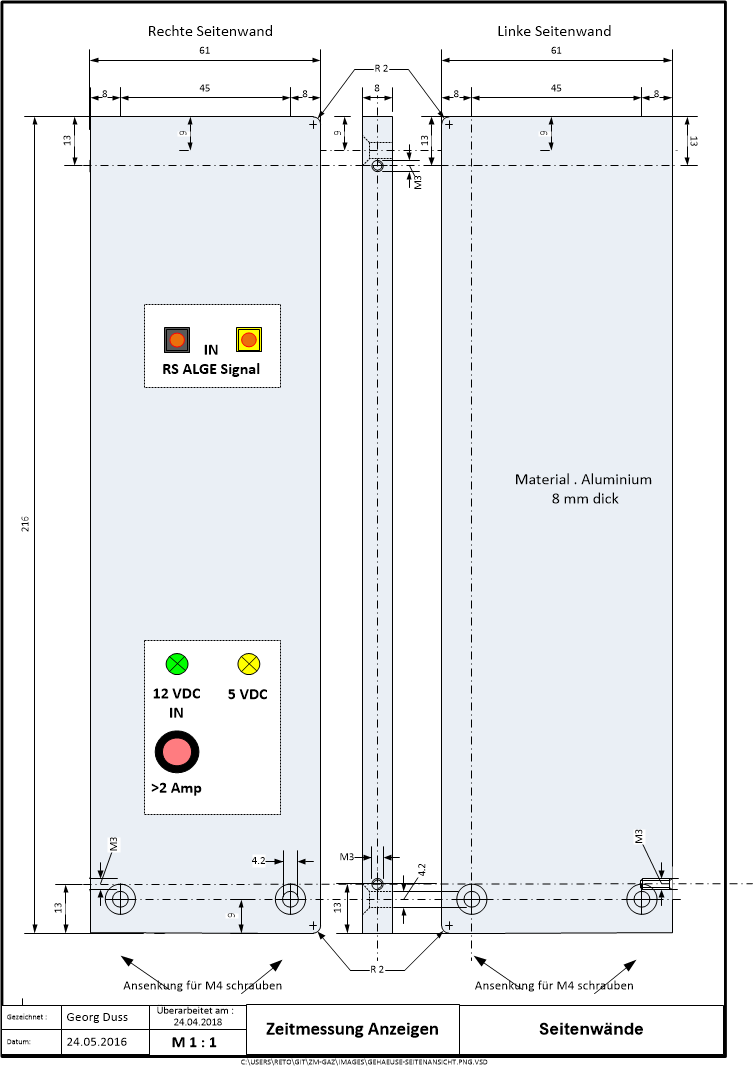 Rechte Seitenwand
Linke Seitenwand
61
61
R 2
8
45
8
8
8
45
8
13
9
9
13
9
13
M3
IN
RS ALGE Signal
Material . Aluminium
8 mm dick
216
12 VDC
5 VDC
IN
>2 Amp
M3
4.2
M3
4.2
M3
13
9
13
R 2
Ansenkung für M4 schrauben
Ansenkung für M4 schrauben
Gezeichnet :
Georg Duss
Überarbeitet am :
24.04.2018
Zeitmessung Anzeigen
Seitenwände
Datum:
24.05.2016
M 1 : 1
C:\USERS\RETO\GIT\ZM-GAZ\IMAGES\GEHAEUSE-SEITENANSICHT.PNG.VSD